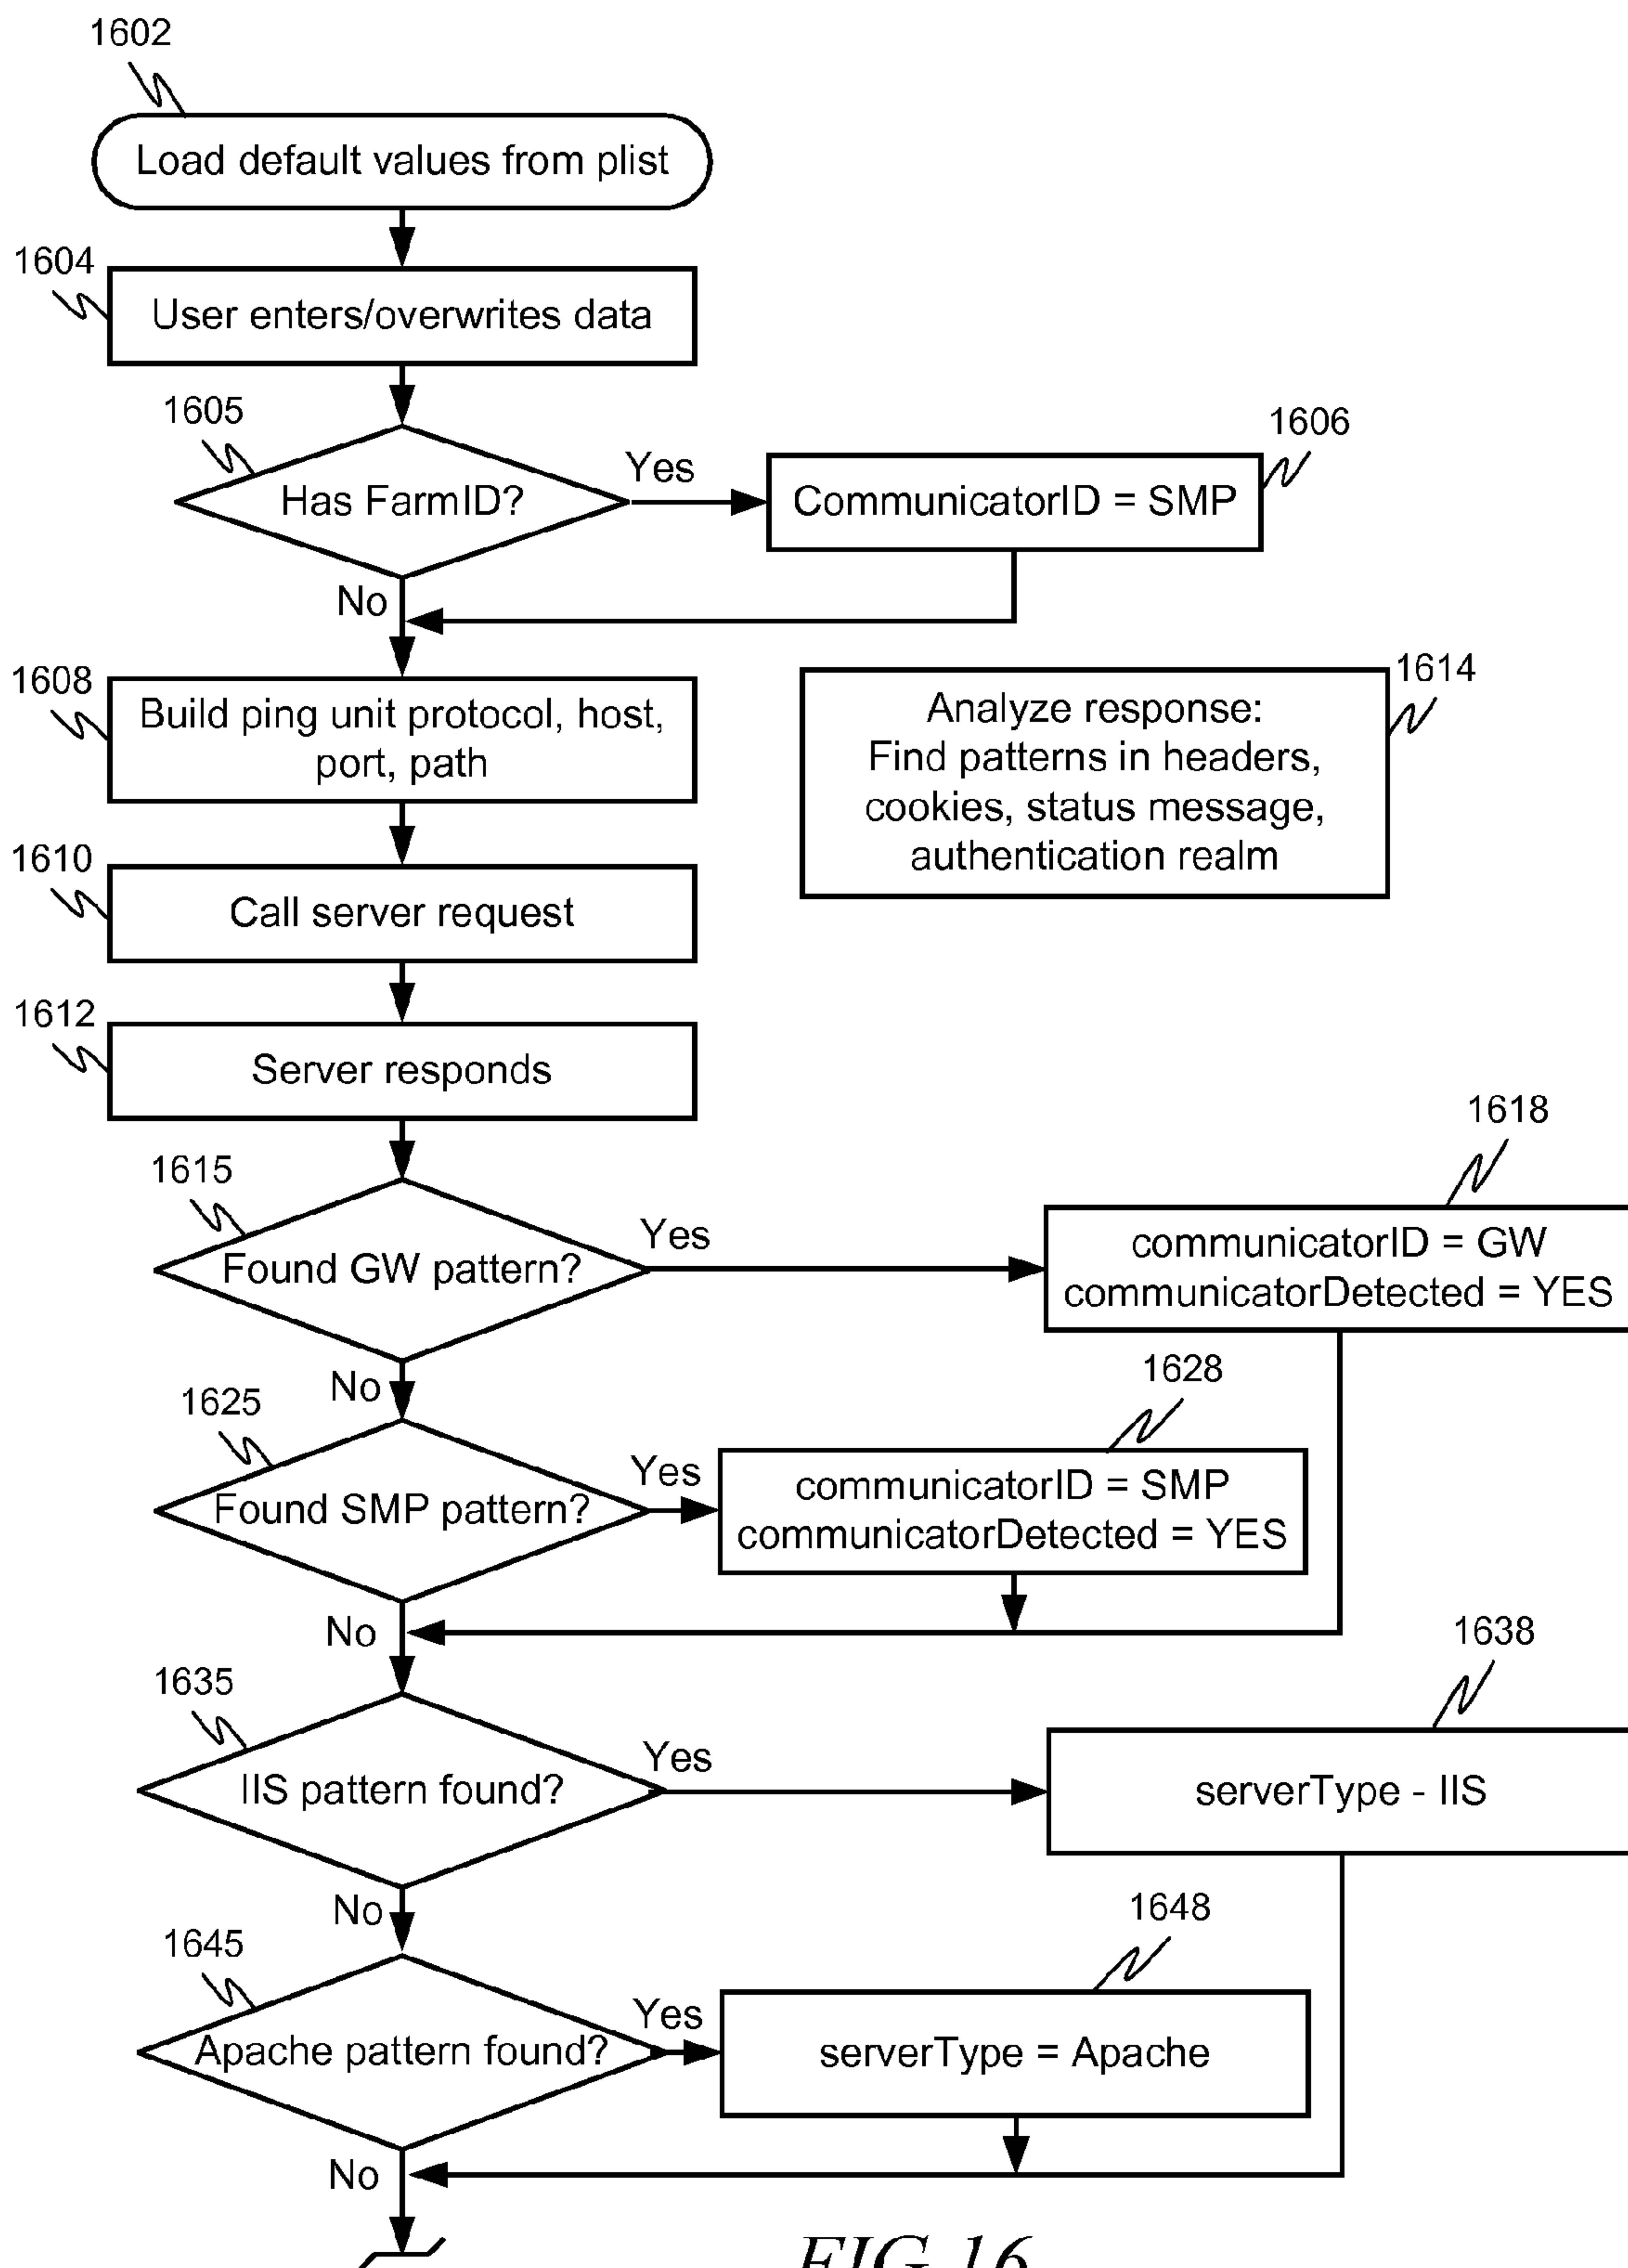 1602
Load default values from plist
1604
User enters/overwrites data
1605
Has FarmID?
Yes
1606
CommunicatorID = SMP
No
1608
Build ping unit protocol, host,
port, path
1614
Analyze response:
Find patterns in headers,
cookies, status message,
authentication realm
1610
Call server request
1612
Server responds
1615
Found GW pattern?
Yes
1618
communicatorID = GW
communicatorDetected = YES
No
1625
Found SMP pattern?
Yes
1628
communicatorID = SMP
communicatorDetected = YES
No
1635
IIS pattern found?
Yes
1638
serverType - IIS
No
1645
Apache pattern found?
Yes
1648
serverType = Apache
No
FIG 16